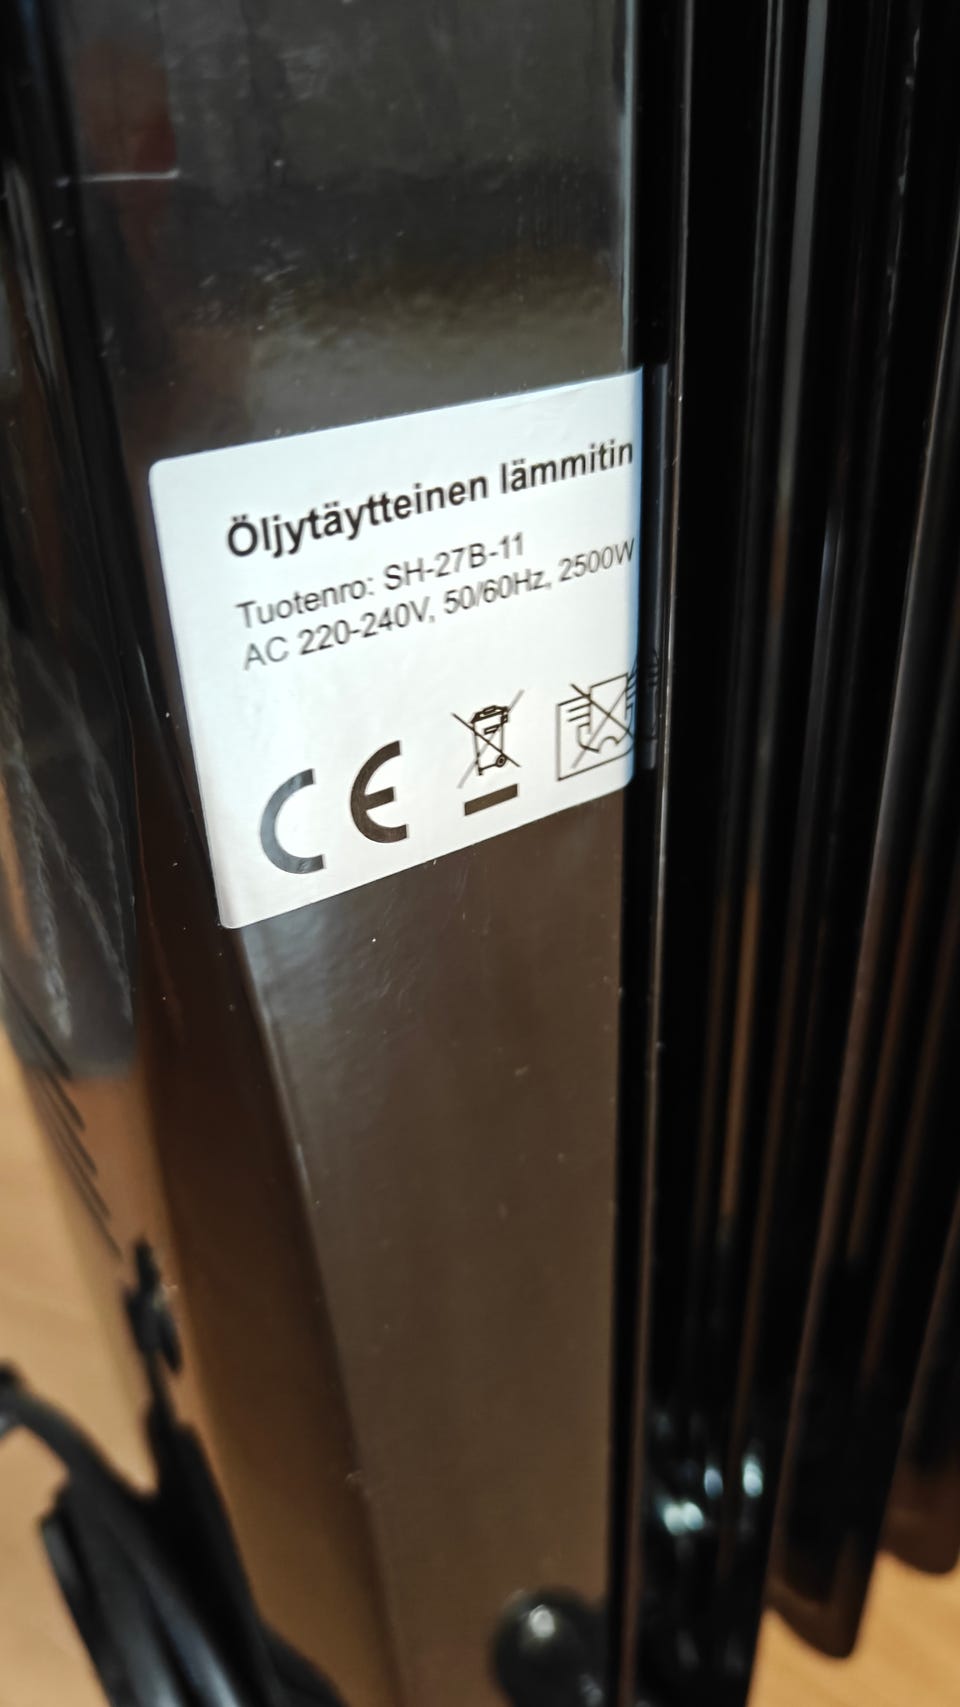 Öljytäytteinen lämmitin
Tuotenro: SH-27B-11
AC 220-240V, 50/60Hz, 2500W
CE